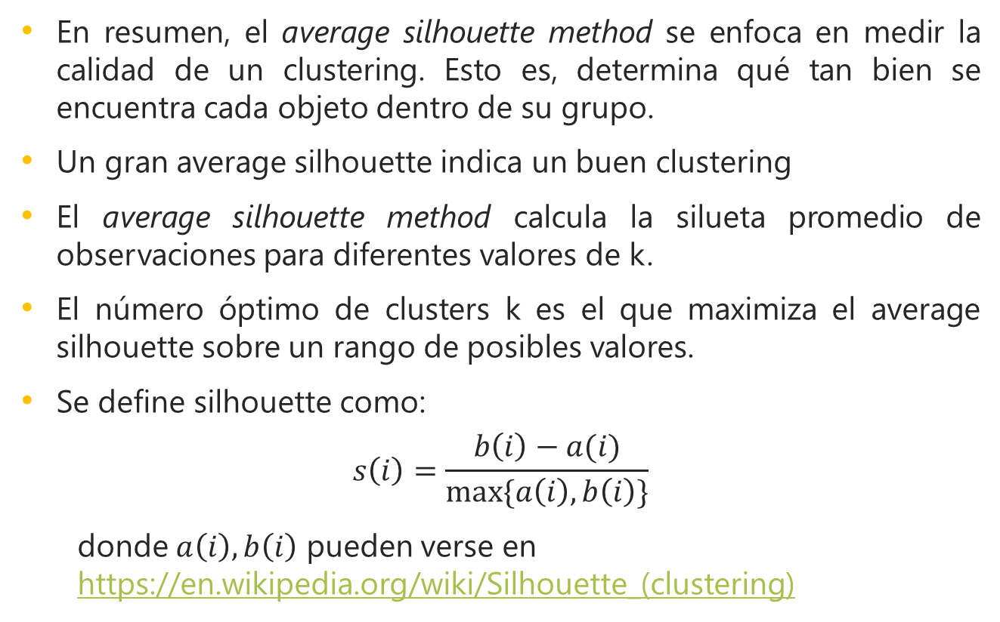 • En resumen, el average silhouette method se enfoca en medir la
calidad de un clustering. Esto es, determina qué tan bien se
encuentra cada objeto dentro de su grupo.
• Un gran average silhouette indica un buen clustering
• El average silhouette method calcula la silueta promedio de
observaciones para diferentes valores de k.
• El número óptimo de clusters k es el que maximiza el average
silhouette sobre un rango de posibles valores.
• Se define silhouette como:
s(i) = b(i) − a(i) / max{a(i), b(i)}
donde a(i), b(i) pueden verse en
https://en.wikipedia.org/wiki/Silhouette_(clustering)